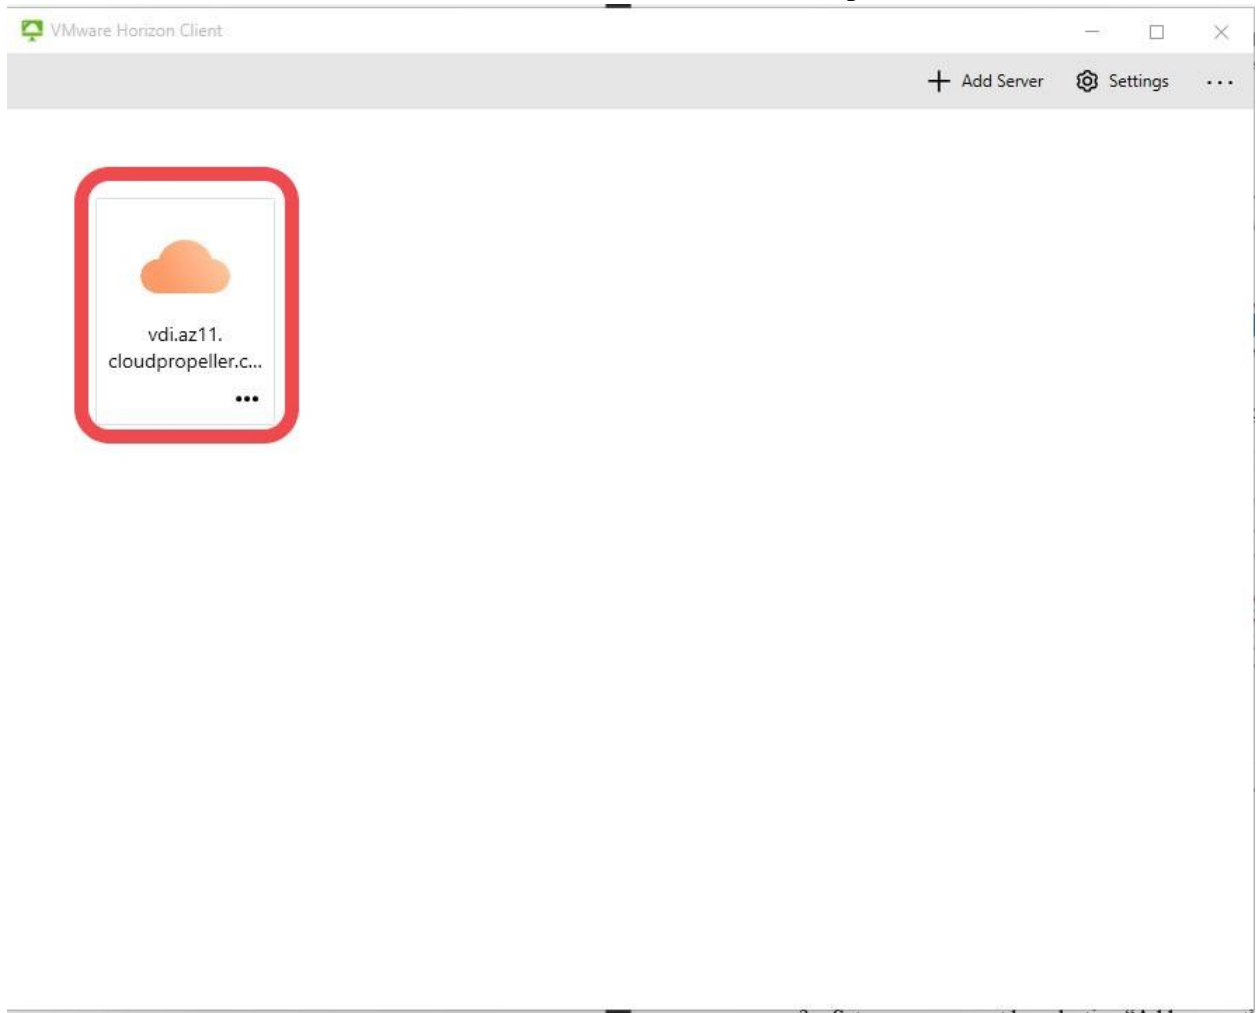 VMware Horizon Client
Add Server
Settings
vdi.az11.
cloudpropeller.c...